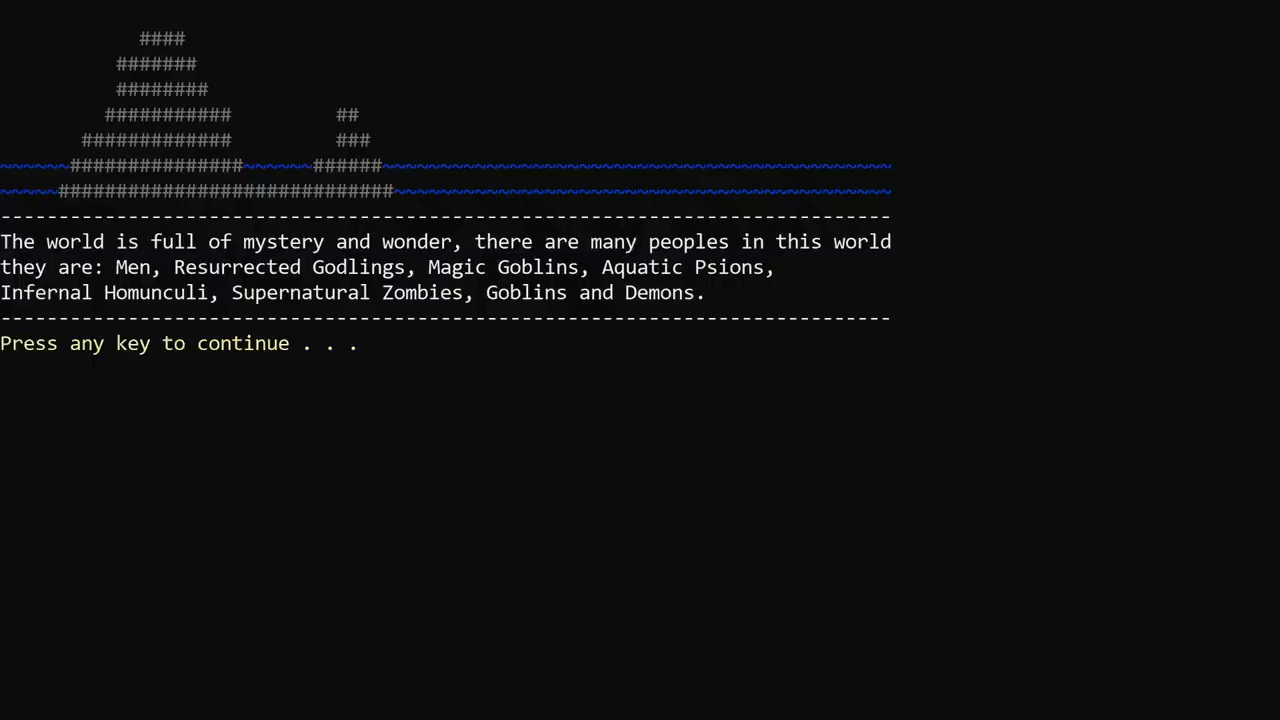 The world is full of mystery and wonder, there are many peoples in this world
they are: Men, Resurrected Godlings, Magic Goblins, Aquatic Psions,
Infernal Homunculi, Supernatural Zombies, Goblins and Demons.
Press any key to continue . . .